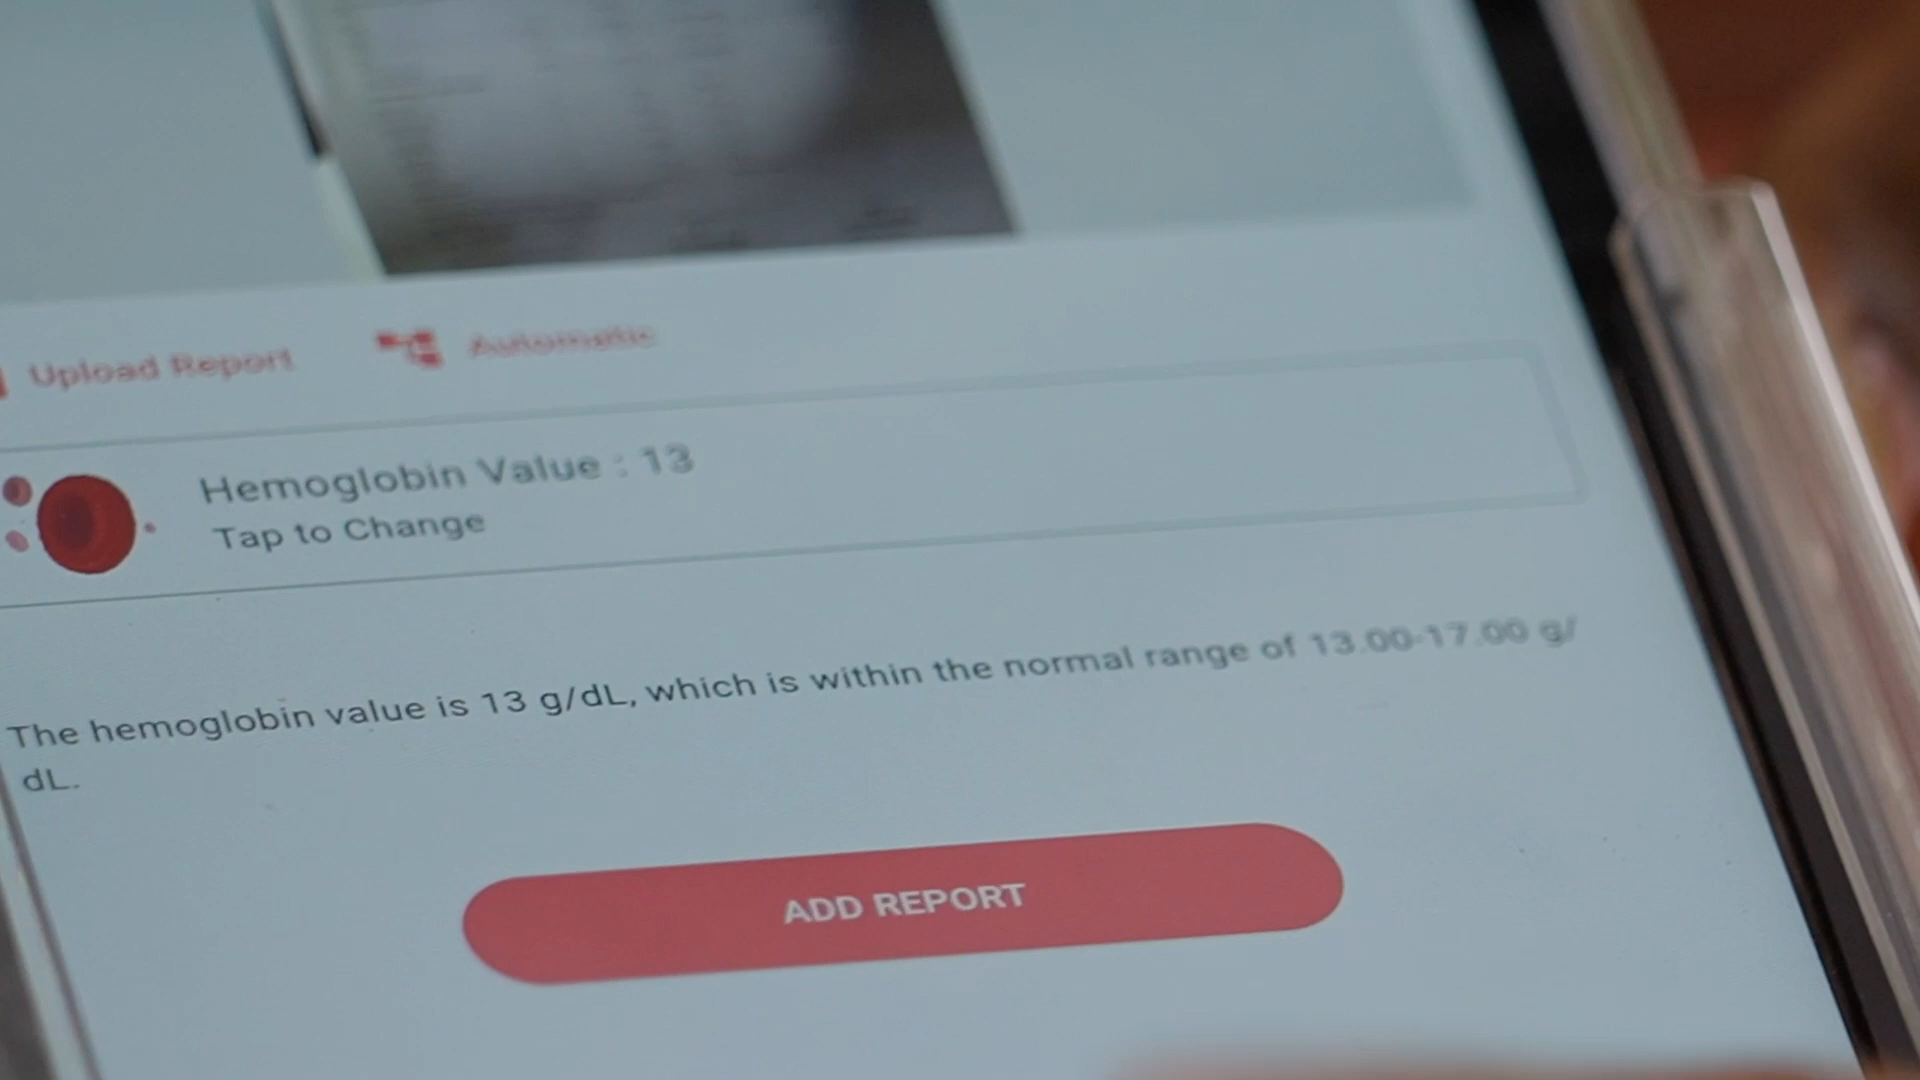 Upload Report
Automatic
Hemoglobin Value : 13
Tap to Change
The hemoglobin value is 13 g/dL, which is within the normal range of 13.00-17.00 g/
dL.
ADD REPORT